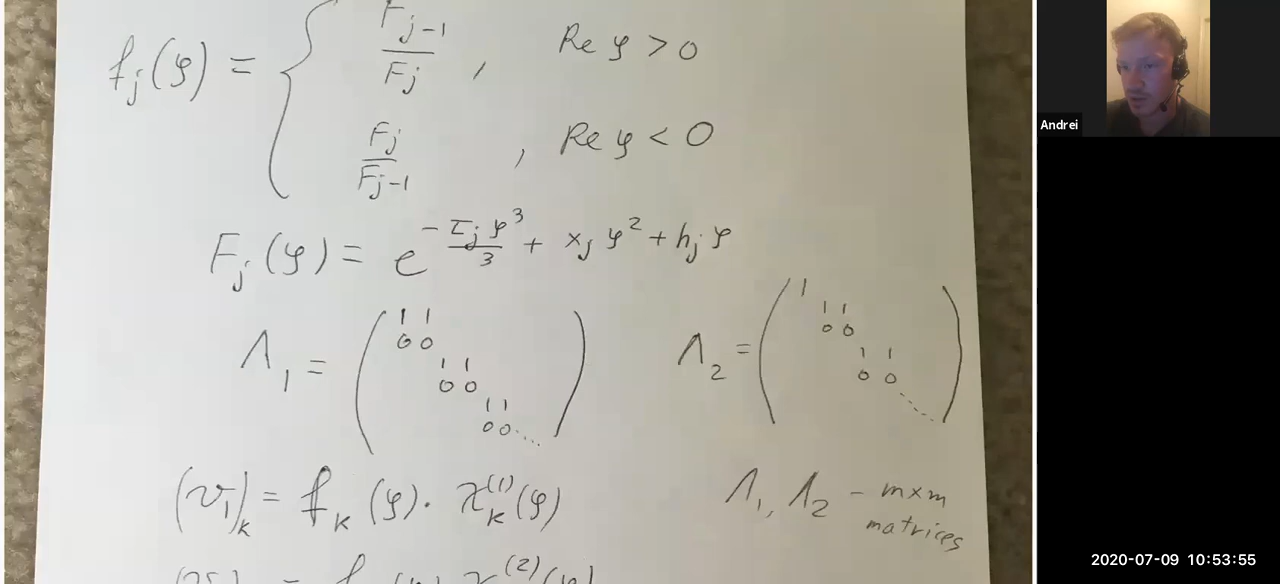 f_j(φ) = { F_{j-1} / F_j , Re φ > 0
F_j / F_{j-1} , Re φ < 0
F_j(φ) = e^{-τ_j φ^3 / 3 + x_j φ^2 + h_j φ}
Λ_1 = ( 1 1
0 0
1 1
0 0
1 1
0 0 .... )
Λ_2 = ( 1
1 1
0 0
1 1
0 0 ---- )
(v_1)_k = f_k(φ) · χ_k^{(1)}(φ)
Λ_1, Λ_2 - m×m
matrices
Andrei
2020-07-09 10:53:55